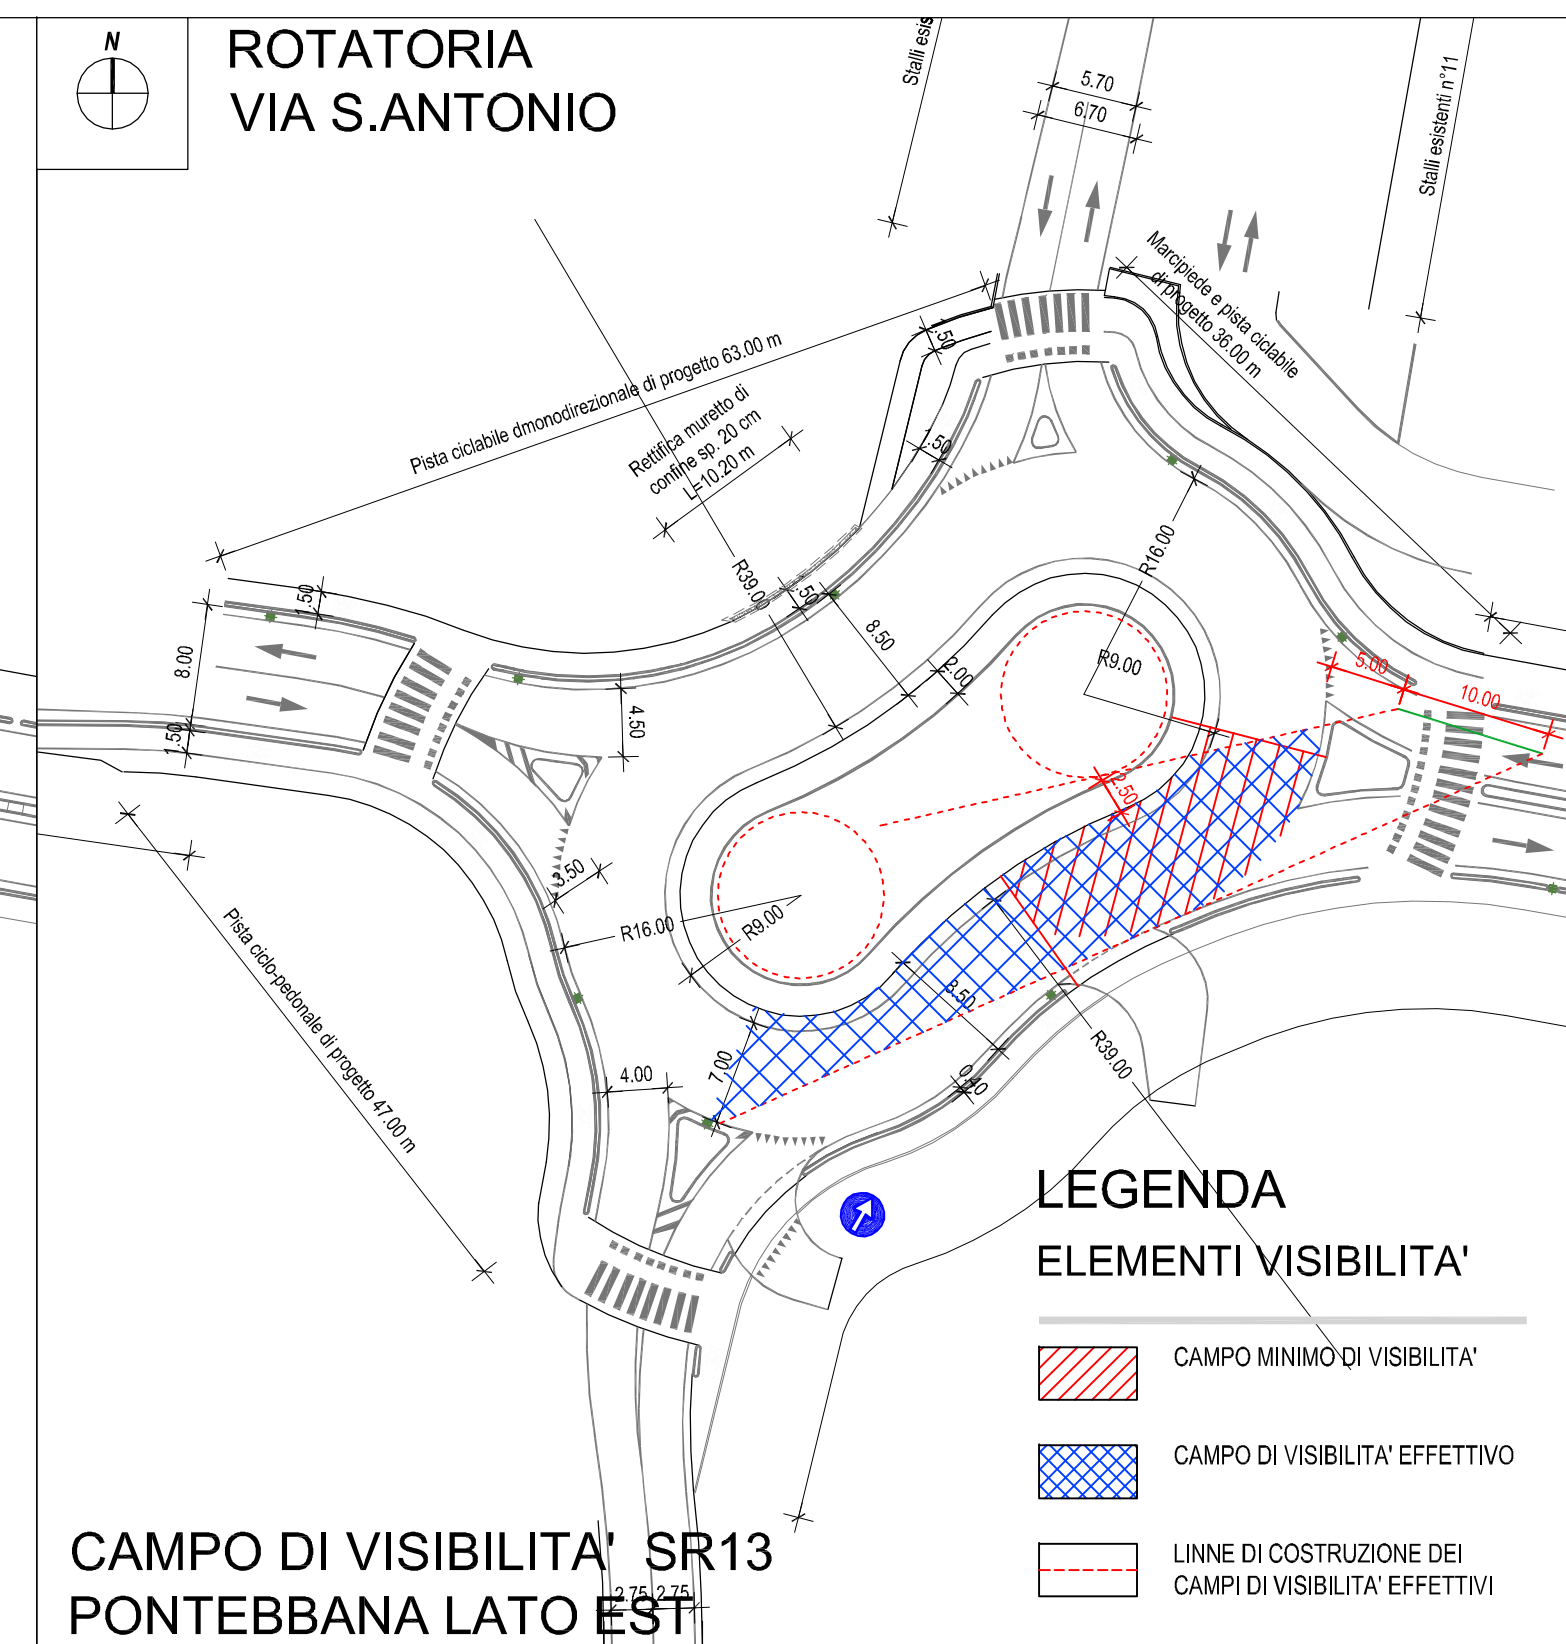 N
ROTATORIA
VIA S.ANTONIO
Stalli esis
5.70
6.70
Stalli esistenti n°11
Marcipiede e pista ciclabile
di progetto 36.00 m
Pista ciclabile dmonodirezionale di progetto 63.00 m
.50
Rettifica muretto di
confine sp. 20 cm
L=10.20 m
1.50
R16.00
R39.0
.50
8.50
1.50
8.00
1.50
2.00
R9.00
5.00
10.00
4.50
2.50
3.50
R16.00
R9.00
8.50
R39.00
Pista ciclo-pedonale di progetto 47.00 m
4.00
7.00
0.40
LEGENDA
ELEMENTI VISIBILITA'
CAMPO MINIMO DI VISIBILITA'
CAMPO DI VISIBILITA' EFFETTIVO
LINNE DI COSTRUZIONE DEI
CAMPI DI VISIBILITA' EFFETTIVI
CAMPO DI VISIBILITA' SR13
PONTEBBANA LATO EST
2.75 2.75